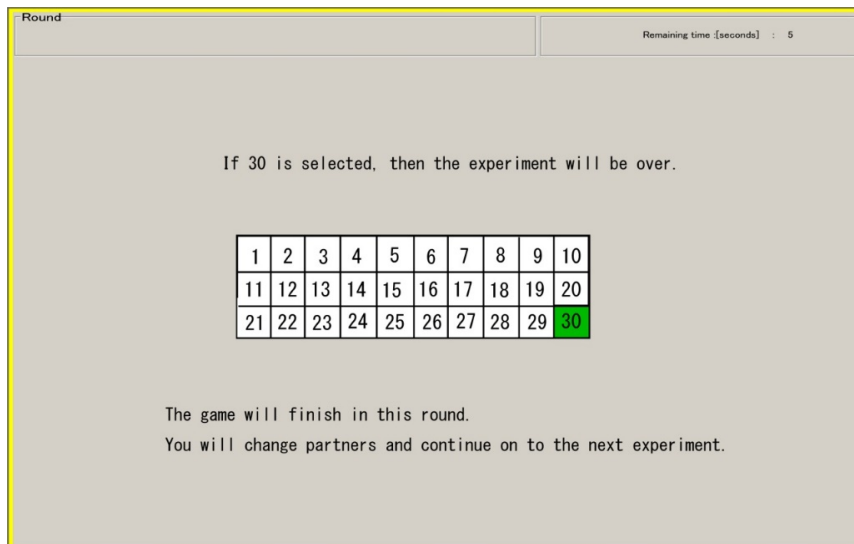 Round
Remaining time :[seconds] : 5
If 30 is selected, then the experiment will be over.
1 2 3 4 5 6 7 8 9 10
11 12 13 14 15 16 17 18 19 20
21 22 23 24 25 26 27 28 29 30
The game will finish in this round.
You will change partners and continue on to the next experiment.